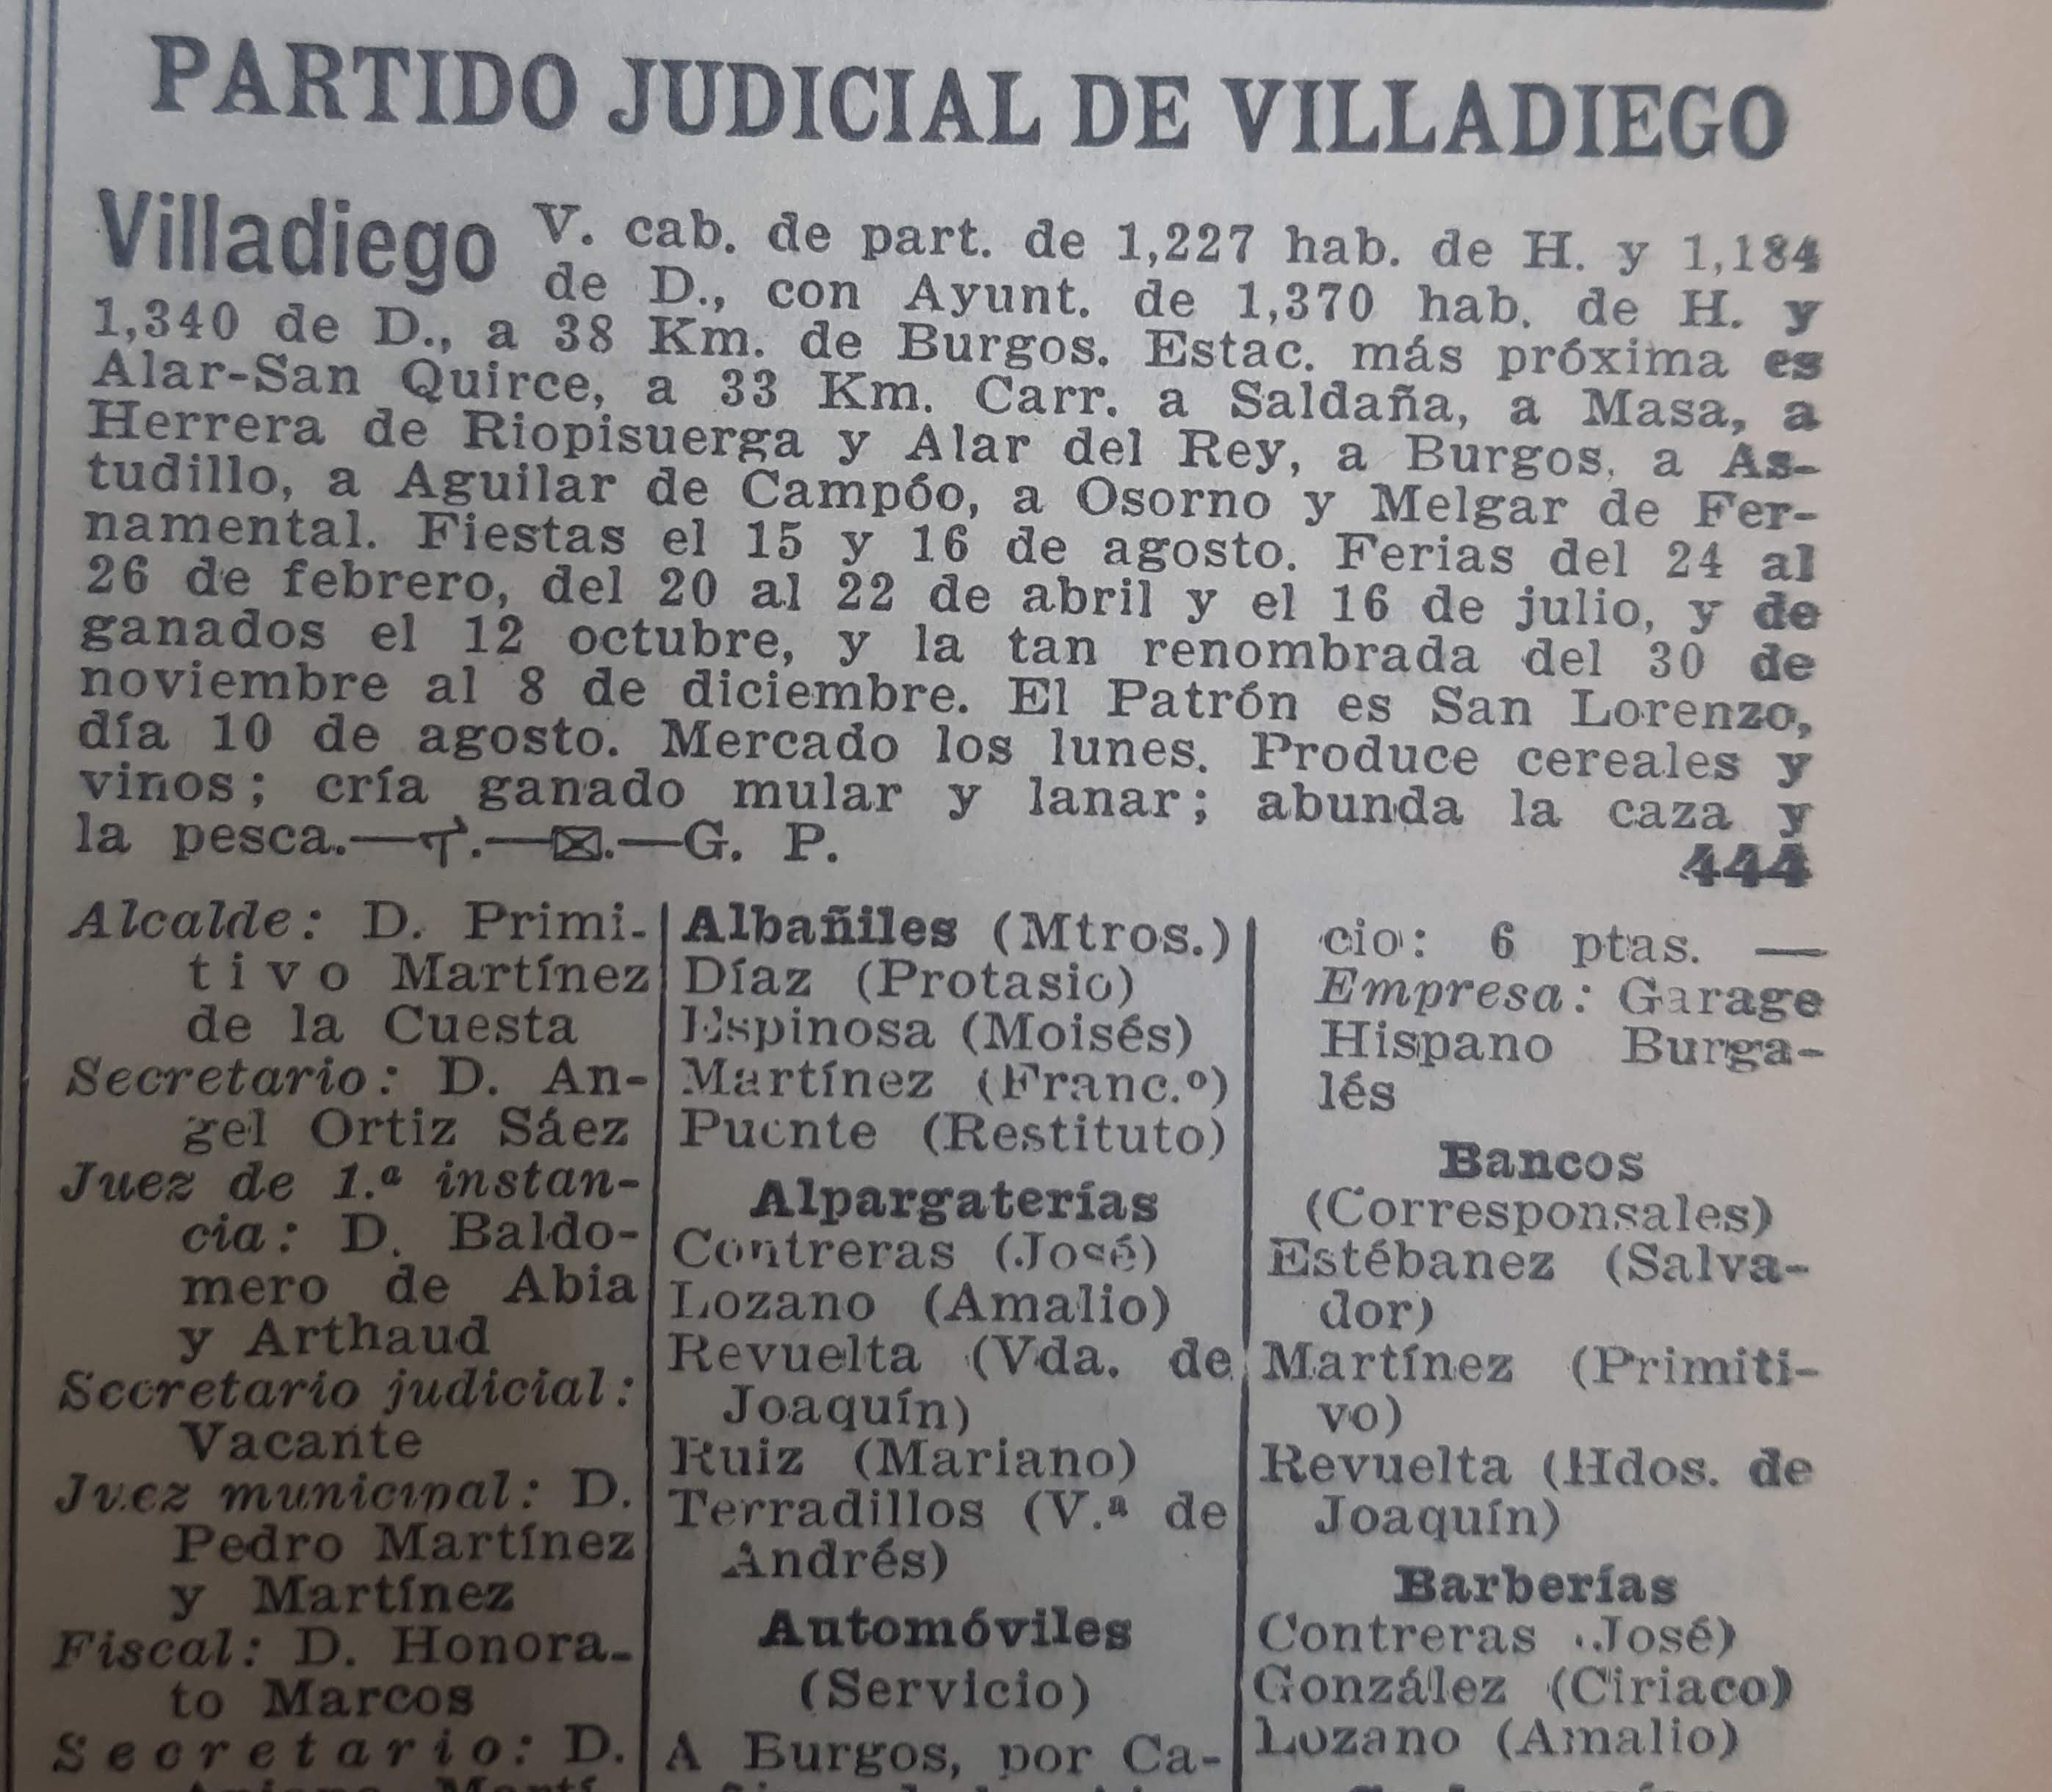 PARTIDO JUDICIAL DE VILLADIEGO
Villadiego V. cab. de part. de 1,227 hab. de H. y 1,184
de D., con Ayunt. de 1,370 hab. de H. y
1,340 de D., a 38 Km. de Burgos. Estac. más próxima es
Alar-San Quirce, a 33 Km. Carr. a Saldaña, a Masa, a
Herrera de Riopisuerga y Alar del Rey, a Burgos, a As-
tudillo, a Aguilar de Campóo, a Osorno y Melgar de Fer-
namental. Fiestas el 15 y 16 de agosto. Ferias del 24 al
26 de febrero, del 20 al 22 de abril y el 16 de julio, y de
ganados el 12 octubre, y la tan renombrada del 30 de
noviembre al 8 de diciembre. El Patrón es San Lorenzo,
día 10 de agosto. Mercado los lunes. Produce cereales y
vinos; cría ganado mular y lanar; abunda la caza y
la pesca.—.—.—G. P.
444
Alcalde: D. Primi-
tivo Martínez
de la Cuesta
Secretario: D. An-
gel Ortiz Sáez
Juez de 1.ª instan-
cia: D. Baldo-
mero de Abia
y Arthaud
Secretario judicial:
Vacante
Juez municipal: D.
Pedro Martínez
y Martínez
Fiscal: D. Honora-
to Marcos
Secretario: D.
Albañiles (Mtros.)
Díaz (Protasio)
Espinosa (Moisés)
Martínez (Franc.º)
Puente (Restituto)
Alpargaterías
Contreras (José)
Lozano (Amalio)
Revuelta (Vda. de
Joaquín)
Ruiz (Mariano)
Terradillos (V.ª de
Andrés)
Automóviles
(Servicio)
A Burgos, por Ca-
cio: 6 ptas. —
Empresa: Garage
Hispano Burga-
lés
Bancos
(Corresponsales)
Estébanez (Salva-
dor)
Martínez (Primiti-
vo)
Revuelta (Hdos. de
Joaquín)
Barberías
Contreras (José)
González (Ciriaco)
Lozano (Amalio)